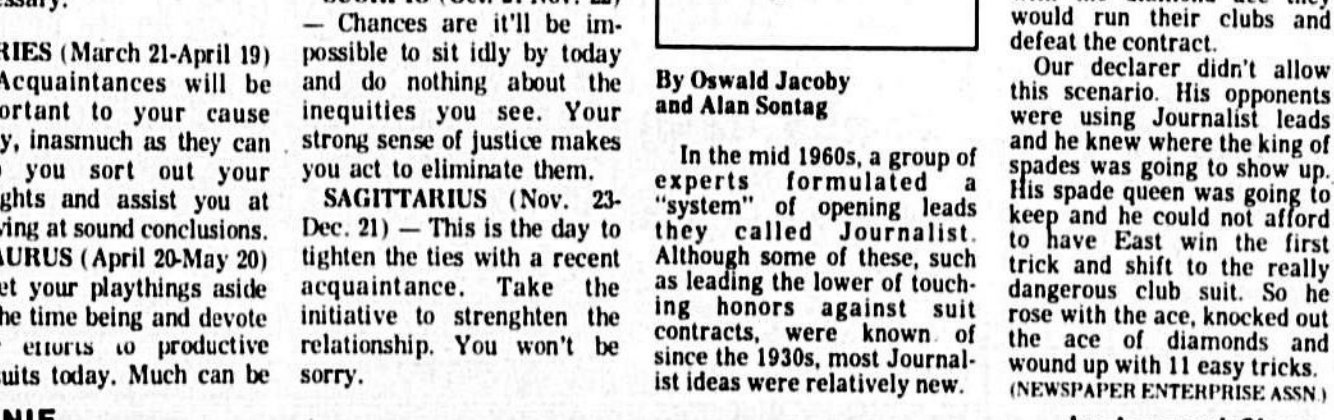 RIES (March 21-April 19)
Acquaintances will be
ortant to your cause
y, inasmuch as they can
you sort out your
ghts and assist you at
ving at sound conclusions.
AURUS (April 20-May 20)
et your playthings aside
he time being and devote
efforts to productive
uits today. Much can be
— Chances are it'll be im-
possible to sit idly by today
and do nothing about the
inequities you see. Your
strong sense of justice makes
you act to eliminate them.
SAGITTARIUS (Nov. 23-
Dec. 21) — This is the day to
tighten the ties with a recent
acquaintance. Take the
initiative to strenghten the
relationship. You won't be
sorry.
By Oswald Jacoby
and Alan Sontag
In the mid 1960s, a group of
experts formulated a
"system" of opening leads
they called Journalist.
Although some of these, such
as leading the lower of touch-
ing honors against suit
contracts, were known of
since the 1930s, most Journal-
ist ideas were relatively new.
would run their clubs and
defeat the contract.
Our declarer didn't allow
this scenario. His opponents
were using Journalist leads
and he knew where the king of
spades was going to show up.
His spade queen was going to
keep and he could not afford
to have East win the first
trick and shift to the really
dangerous club suit. So he
rose with the ace, knocked out
the ace of diamonds and
wound up with 11 easy tricks.
(NEWSPAPER ENTERPRISE ASSN.)